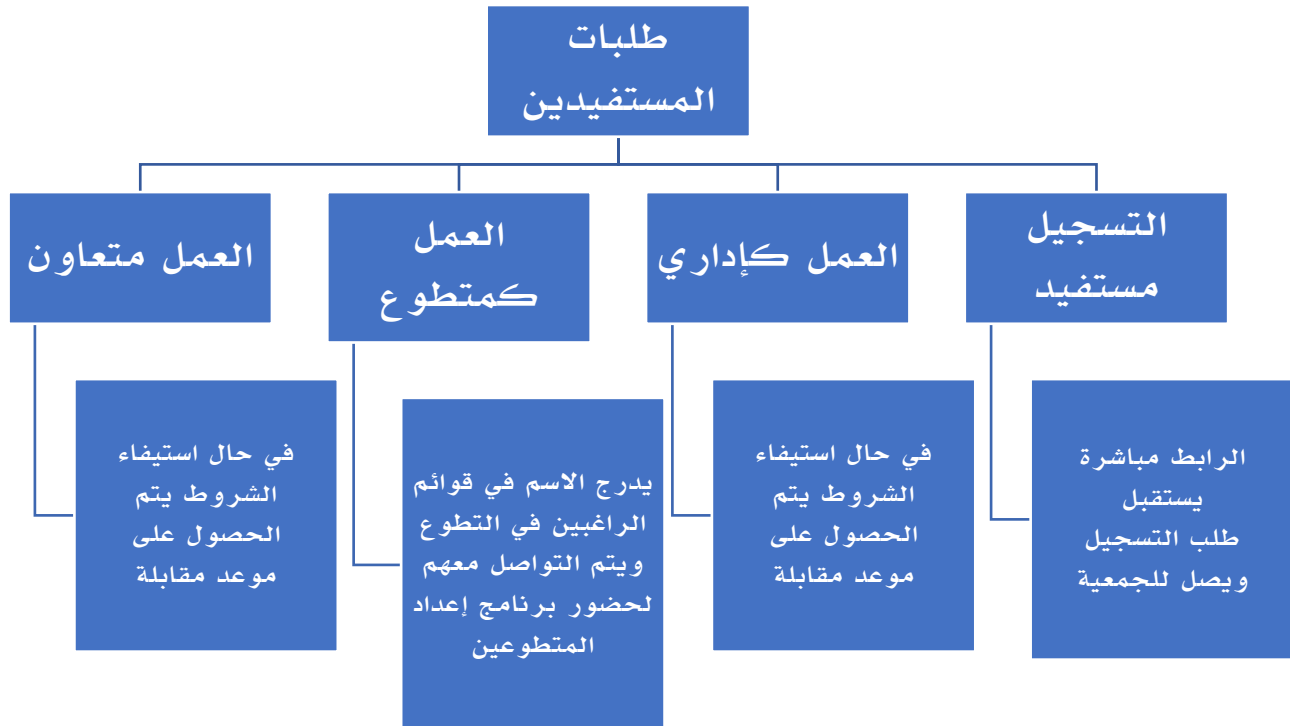 طلبات
المستفيدين
التسجيل
مستفيد
العمل كإداري
العمل
كمتطوع
العمل متعاون
الرابط مباشرة
يستقبل
طلب التسجيل
ويصل للجمعية
في حال استيفاء
الشروط يتم
الحصول على
موعد مقابلة
يدرج الاسم في قوائم
الراغبين في التطوع
ويتم التواصل معهم
لحضور برنامج إعداد
المتطوعين
في حال استيفاء
الشروط يتم
الحصول على
موعد مقابلة